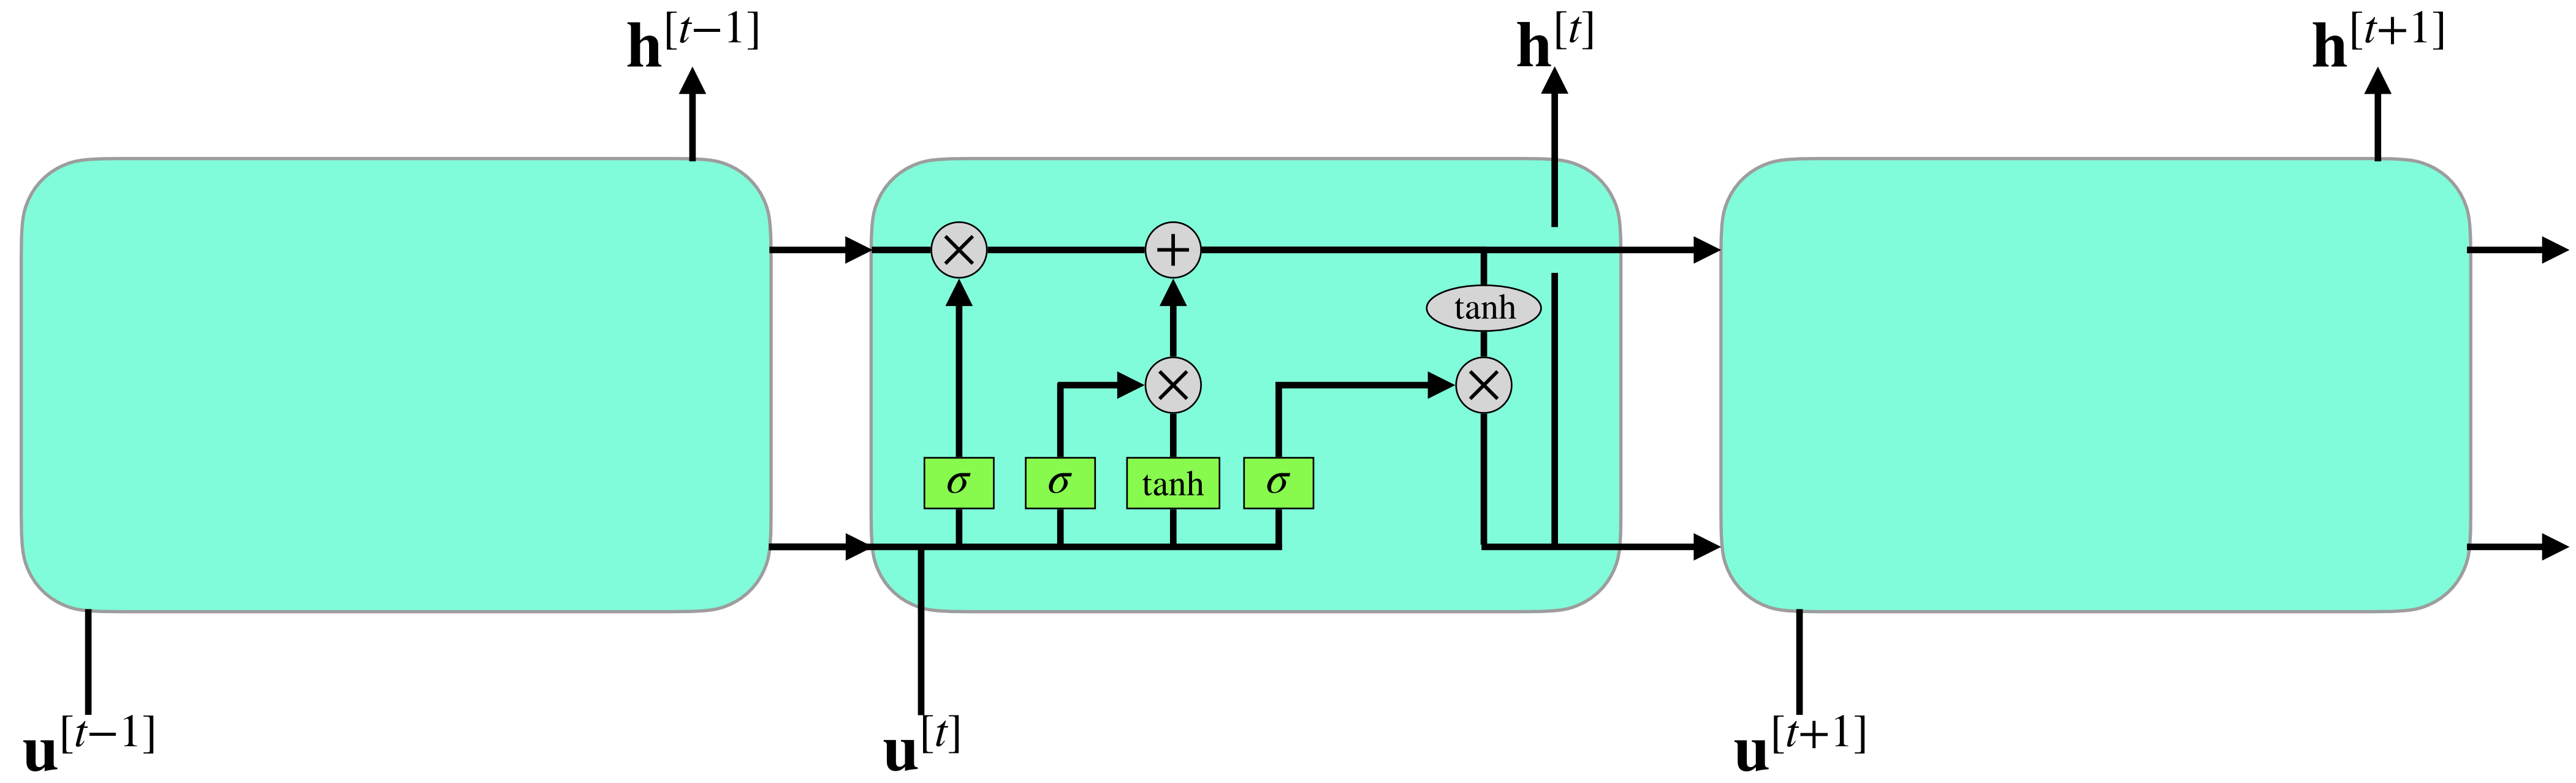 h[t−1] h[t] h[t+1]
× +
tanh
× ×
σ σ tanh σ
u[t−1] u[t] u[t+1]